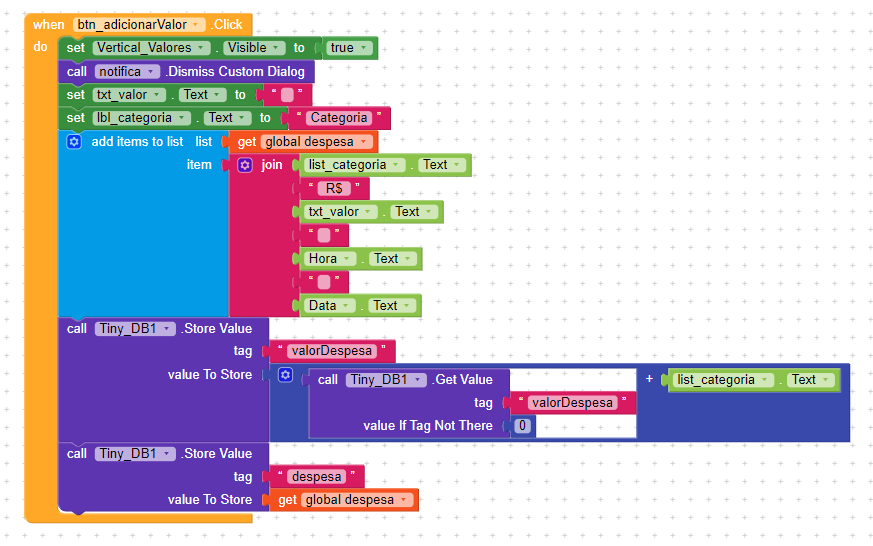 when btn_adicionarValor .Click
do set Vertical_Valores . Visible to true
call notifica .Dismiss Custom Dialog
set txt_valor . Text to “ ”
set lbl_categoria . Text to “ Categoria ”
add items to list list get global despesa
item join list_categoria . Text
“ R$ ”
txt_valor . Text
“ ”
Hora . Text
“ ”
Data . Text
call Tiny_DB1 .Store Value
tag “ valorDespesa ”
value To Store call Tiny_DB1 .Get Value + list_categoria . Text
tag “ valorDespesa ”
value If Tag Not There 0
call Tiny_DB1 .Store Value
tag “ despesa ”
value To Store get global despesa